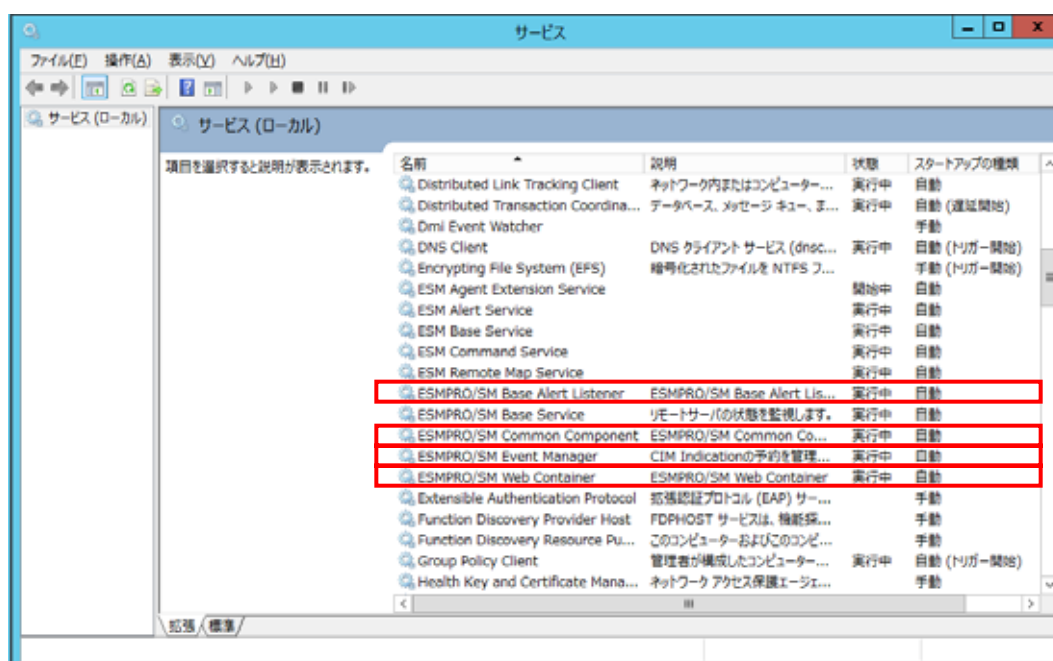 サービス
ファイル(F) 操作(A) 表示(V) ヘルプ(H)
サービス (ローカル)
サービス (ローカル)
項目を選択すると説明が表示されます。
名前 説明 状態 スタートアップの種類
Distributed Link Tracking Client ネットワーク内またはコンピューター... 実行中 自動
Distributed Transaction Coordina... データベース、メッセージ キュー、ま... 実行中 自動 (遅延開始)
Dmi Event Watcher 手動
DNS Client DNS クライアント サービス (dnsc... 実行中 自動 (トリガー開始)
Encrypting File System (EFS) 暗号化されたファイルを NTFS フ... 手動 (トリガー開始)
ESM Agent Extension Service 開始中 自動
ESM Alert Service 実行中 自動
ESM Base Service 実行中 自動
ESM Command Service 実行中 自動
ESM Remote Map Service 実行中 自動
ESMPRO/SM Base Alert Listener ESMPRO/SM Base Alert Lis... 実行中 自動
ESMPRO/SM Base Service リモートサーバの状態を監視します。 実行中 自動
ESMPRO/SM Common Component ESMPRO/SM Common Co... 実行中 自動
ESMPRO/SM Event Manager CIM Indicationの予約を管理... 実行中 自動
ESMPRO/SM Web Container ESMPRO/SM Web Container 実行中 自動
Extensible Authentication Protocol 拡張認証プロトコル (EAP) サー... 手動
Function Discovery Provider Host FDPHOST サービスは、機能探... 手動
Function Discovery Resource Pu... このコンピューターおよびこのコンピ... 手動
Group Policy Client 管理者が構成したコンピューター... 実行中 自動 (トリガー開始)
Health Key and Certificate Mana... ネットワーク アクセス保護エージェ... 手動
拡張 標準